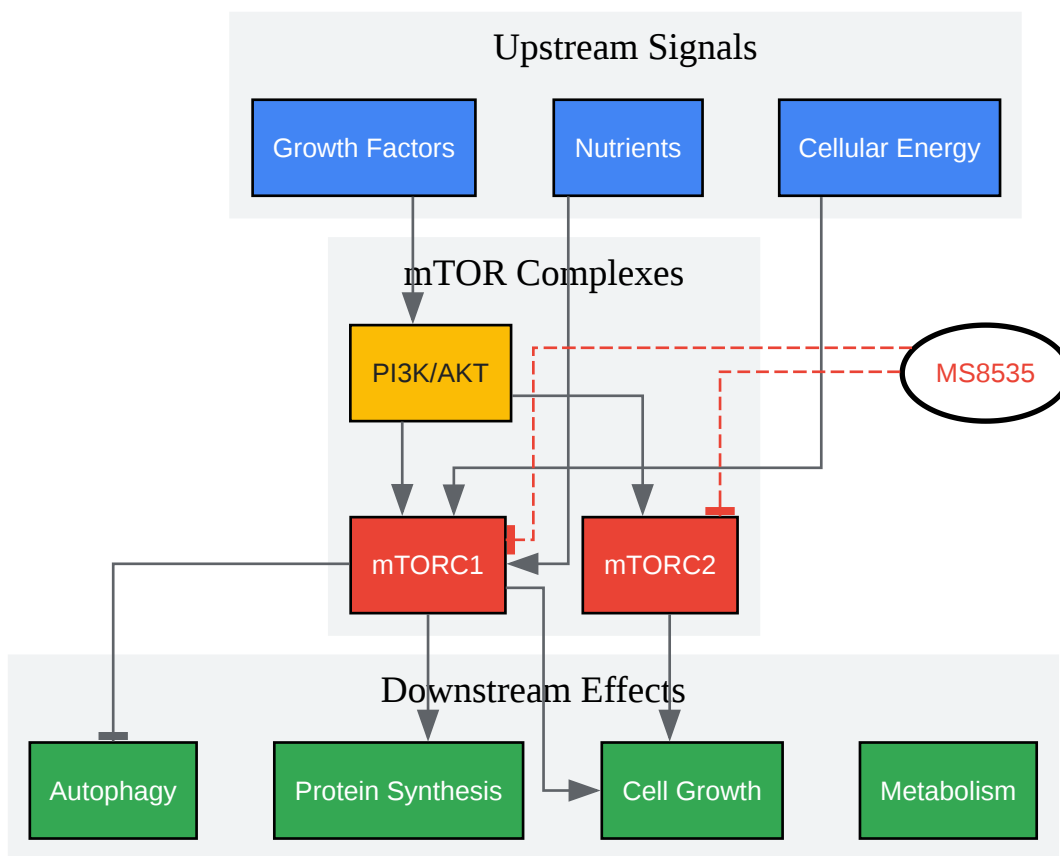 Upstream Signals
Growth Factors
Nutrients
Cellular Energy
mTOR Complexes
PI3K/AKT
MS8535
mTORC1
mTORC2
Downstream Effects
Autophagy
Protein Synthesis
Cell Growth
Metabolism